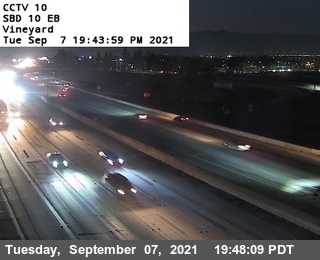 CCTV 10
SBD 10 EB
Vineyard
Tue Sep 7 19:43:59 PM 2021
Tuesday, September 07, 2021 19:48:09 PDT